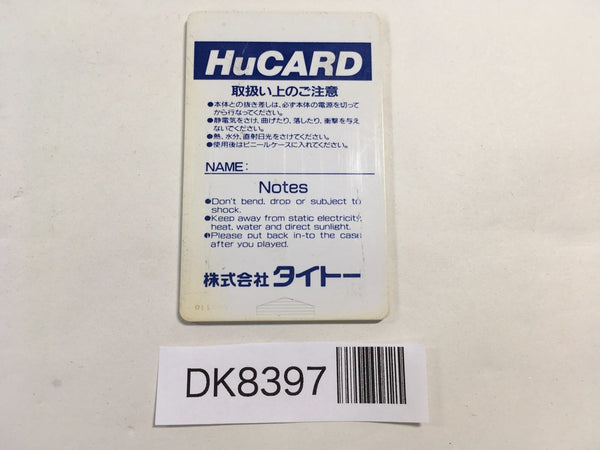 HuCARD
取扱い上のご注意
●本体との抜き差しは、必ず本体の電源を切って
から行なってください。
●静電気をさけ、曲げたり、落したり、衝撃を与え
ないでください。
●熱、水分、直射日光をさけてください。
●使用後はビニールケースに入れてください。
NAME:
Notes
●Don't bend, drop or subject to
shock.
●Keep away from static electricity,
heat, water and direct sunlight.
●Please put back in-to the case
after you played.
株式会社 タイトー
DK8397